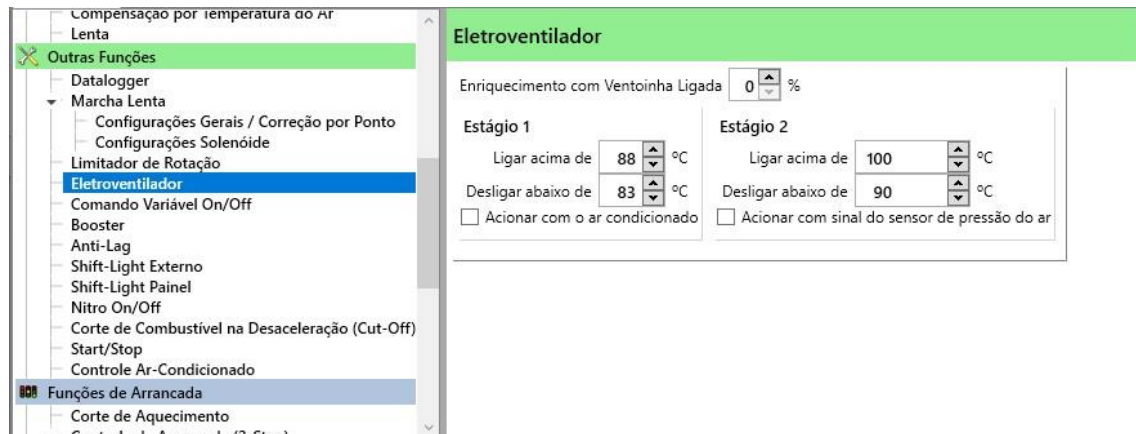 Compensação por Temperatura do Ar
Lenta
Outras Funções
Datalogger
Marcha Lenta
Configurações Gerais / Correção por Ponto
Configurações Solenóide
Limitador de Rotação
Eletroventilador
Comando Variável On/Off
Booster
Anti-Lag
Shift-Light Externo
Shift-Light Painel
Nitro On/Off
Corte de Combustível na Desaceleração (Cut-Off)
Start/Stop
Controle Ar-Condicionado
Funções de Arrancada
Corte de Aquecimento
Eletroventilador
Enriquecimento com Ventoinha Ligada 0 %
Estágio 1
Ligar acima de 88 ºC
Desligar abaixo de 83 ºC
Acionar com o ar condicionado
Estágio 2
Ligar acima de 100 ºC
Desligar abaixo de 90 ºC
Acionar com sinal do sensor de pressão do ar